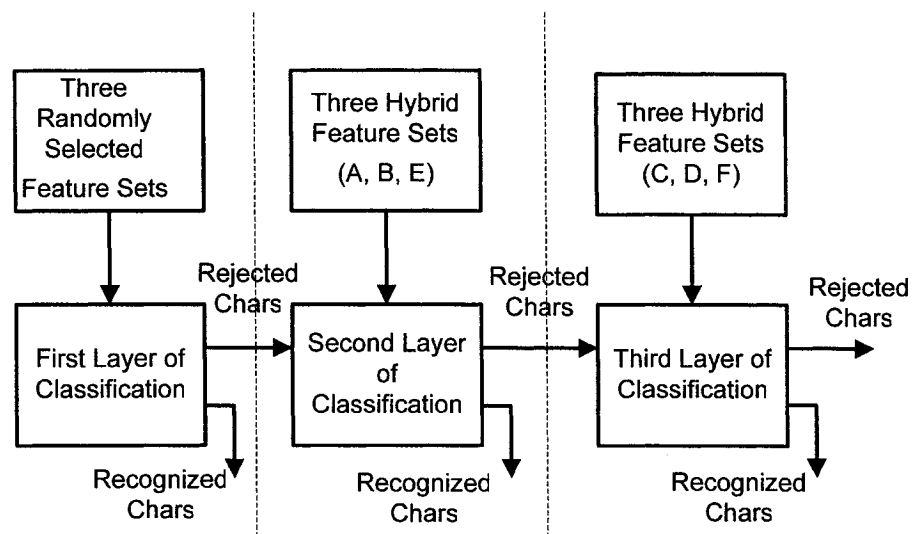 Three
Randomly
Selected
Feature Sets
Three Hybrid
Feature Sets
(A, B, E)
Three Hybrid
Feature Sets
(C, D, F)
Rejected
Chars
Rejected
Chars
Rejected
Chars
First Layer of
Classification
Second Layer
of
Classification
Third Layer of
Classification
Recognized
Chars
Recognized
Chars
Recognized
Chars